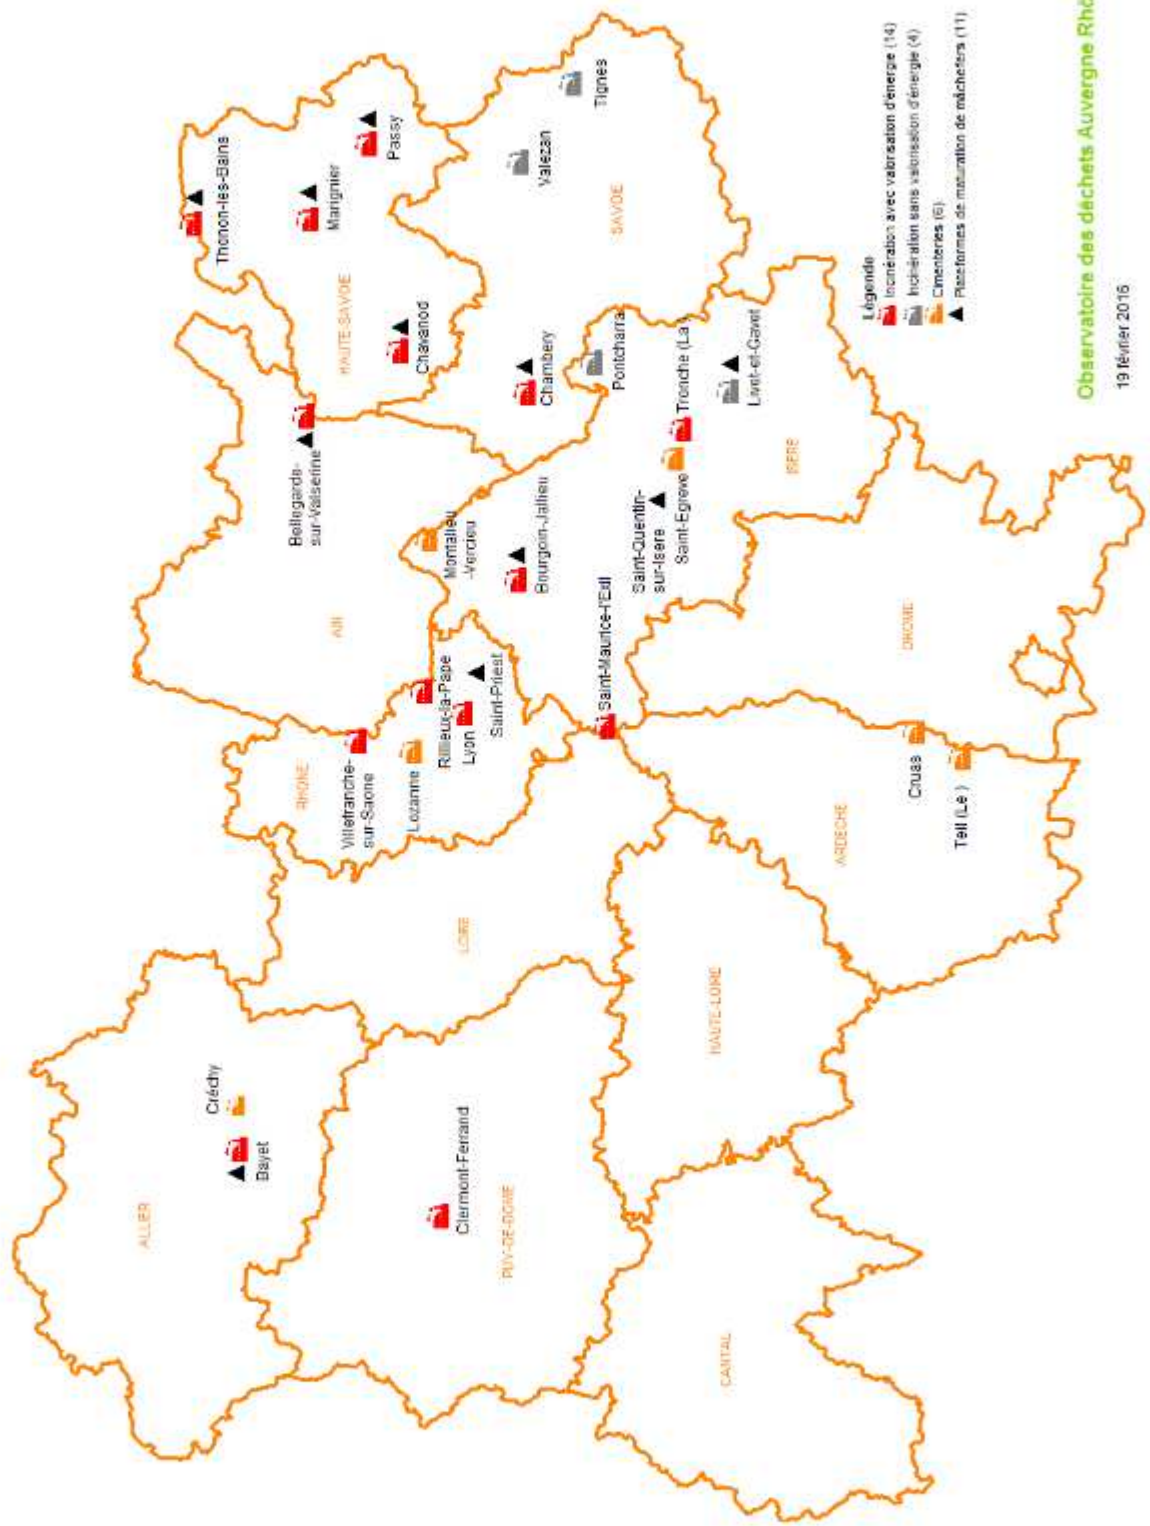 ALLIER
Créchy
Bayet
Clermont-Ferrand
PUY-DE-DOME
CANTAL
HAUTE-LOIRE
LOIRE
RHONE
Villefranche-
sur-Saone
Lozanne
Rillieux-la-Pape
Lyon
Saint-Priest
AIN
Bellegarde-
sur-Valserine
Montalieu
-Vercieu
Bourgoin-Jallieu
Saint-Maurice-l'Exil
Saint-Quentin-
sur-Isere
Saint-Egreve
Tronche (La )
Livet-et-Gavet
ISERE
Pontcharra
Chambery
HAUTE-SAVOIE
Chavanod
Thonon-les-Bains
Marignier
Passy
Valezan
Tignes
SAVOIE
DROME
ARDECHE
Cruas
Teil (Le )
Légende
Incinération avec valorisation d'énergie (14)
Incinération sans valorisation d'énergie (4)
Cimenteries (6)
Plateformes de maturation de mâchefers (11)
Observatoire des déchets Auvergne Rhô
19 février 2016